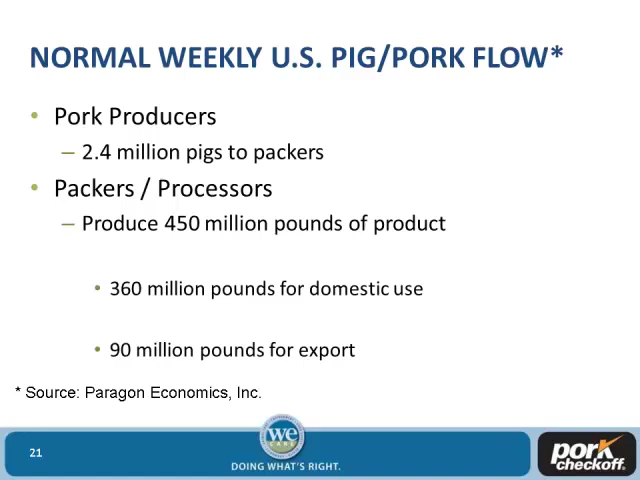 NORMAL WEEKLY U.S. PIG/PORK FLOW*
• Pork Producers
– 2.4 million pigs to packers
• Packers / Processors
– Produce 450 million pounds of product
• 360 million pounds for domestic use
• 90 million pounds for export
* Source: Paragon Economics, Inc.
21
we
CARE
DOING WHAT'S RIGHT.
pork
checkoff®